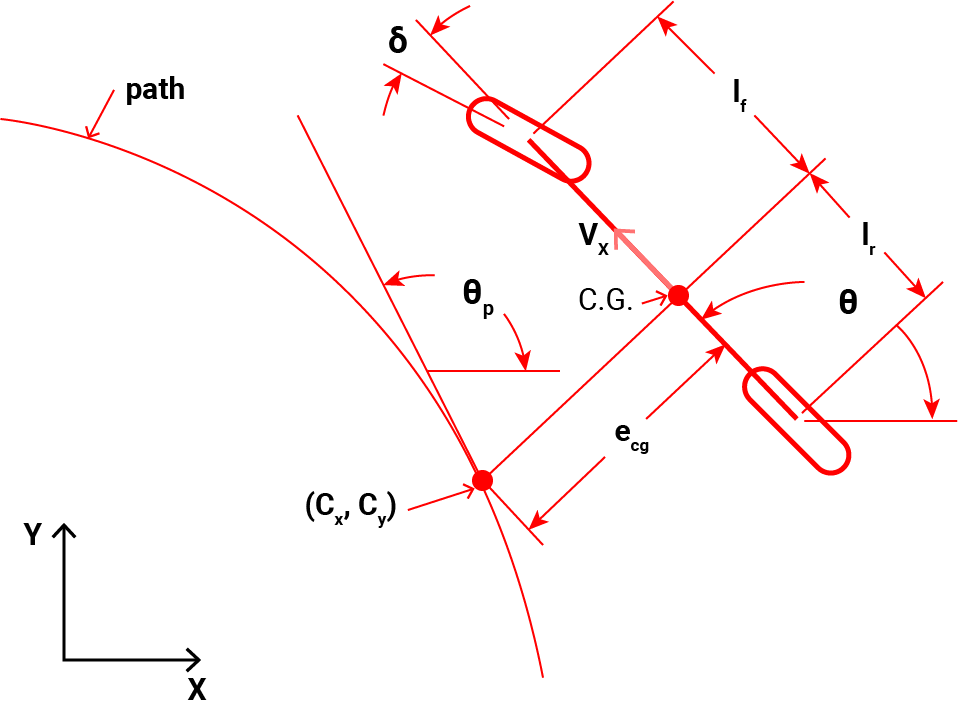 δ
path
l_f
V_X
l_r
θ_p
C.G.
θ
e_cg
(C_x, C_y)
Y
X